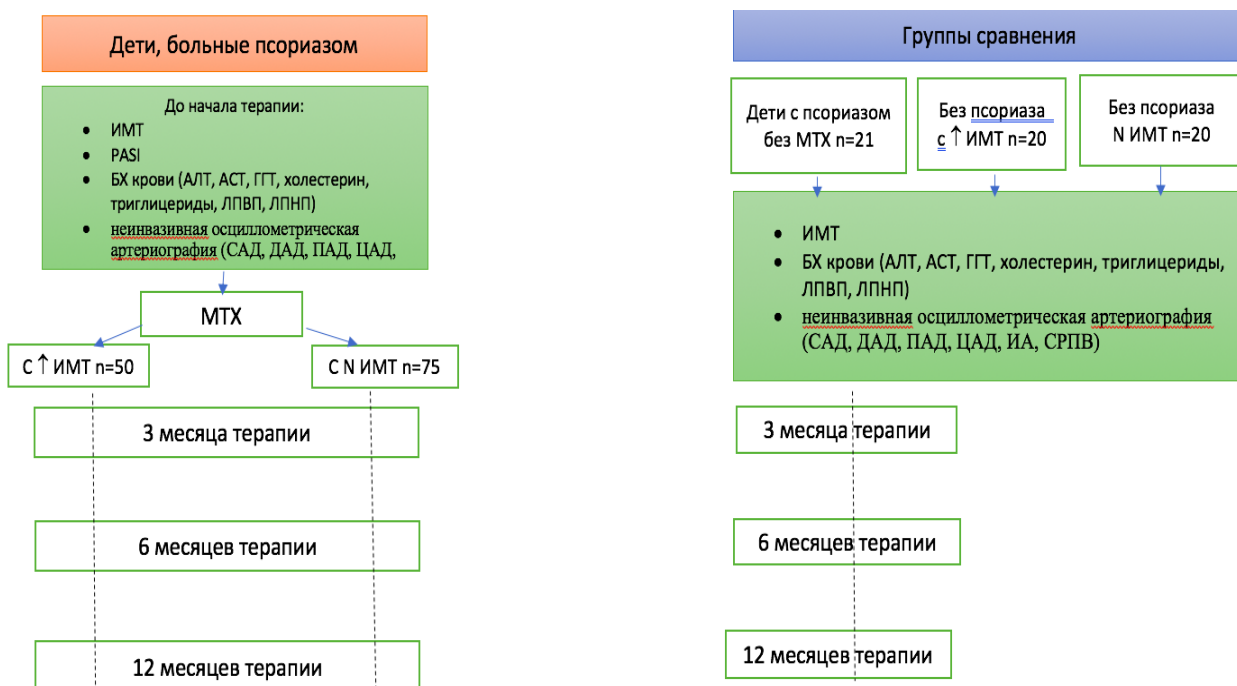 Дети, больные псориазом
До начала терапии:
• ИМТ
• PASI
• БХ крови (АЛТ, АСТ, ГГТ, холестерин,
триглицериды, ЛПВП, ЛПНП)
• неинвазивная осциллометрическая
артериография (САД, ДАД, ПАД, ЦАД,
МТХ
С ↑ ИМТ n=50
С N ИМТ n=75
3 месяца терапии
6 месяцев терапии
12 месяцев терапии
Группы сравнения
Дети с псориазом
без МТХ n=21
Без псориаза
с ↑ ИМТ n=20
Без псориаза
N ИМТ n=20
• ИМТ
• БХ крови (АЛТ, АСТ, ГГТ, холестерин, триглицериды,
ЛПВП, ЛПНП)
• неинвазивная осциллометрическая артериография
(САД, ДАД, ПАД, ЦАД, ИА, СРПВ)
3 месяца терапии
6 месяцев терапии
12 месяцев терапии